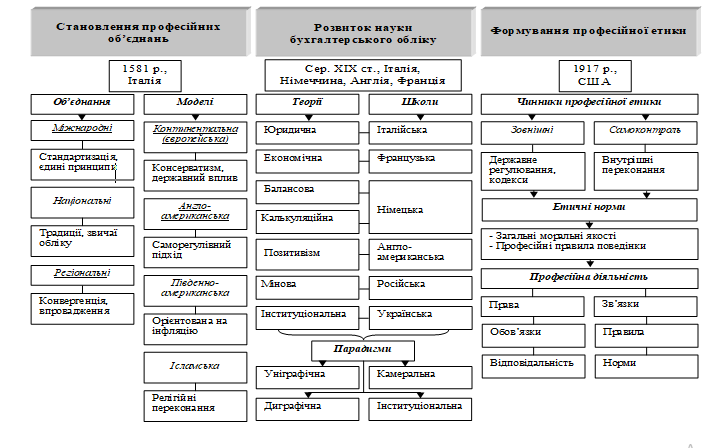 Становлення професійних
об’єднань
1581 р.,
Італія
Об’єднання
Моделі
Міжнародні
Стандартизація,
єдині принципи
Національні
Традиції, звичаї
обліку
Регіональні
Конвергенція,
впровадження
Континентальна
(європейська)
Консерватизм,
державний вплив
Англо-
американська
Саморегулівний
підхід
Південно-
американська
Орієнтована на
інфляцію
Ісламська
Релігійні
переконання
Розвиток науки
бухгалтерського обліку
Сер. ХІХ ст., Італія,
Німеччина, Англія, Франція
Теорії
Школи
Юридична
Італійська
Економічна
Французька
Балансова
Калькуляційна
Німецька
Позитивізм
Англо-
американська
Мінова
Російська
Інституціональна
Українська
Парадигми
Уніграфічна
Камеральна
Диграфічна
Інституціональна
Формування професійної етики
1917 р.,
США
Чинники професійної етики
Зовнішні
Самоконтроль
Державне
регулювання,
кодекси
Внутрішні
переконання
Етичні норми
- Загальні моральні якості
- Професійні правила поведінки
Професійна діяльність
Права
Зв’язки
Обов’язки
Правила
Відповідальність
Норми